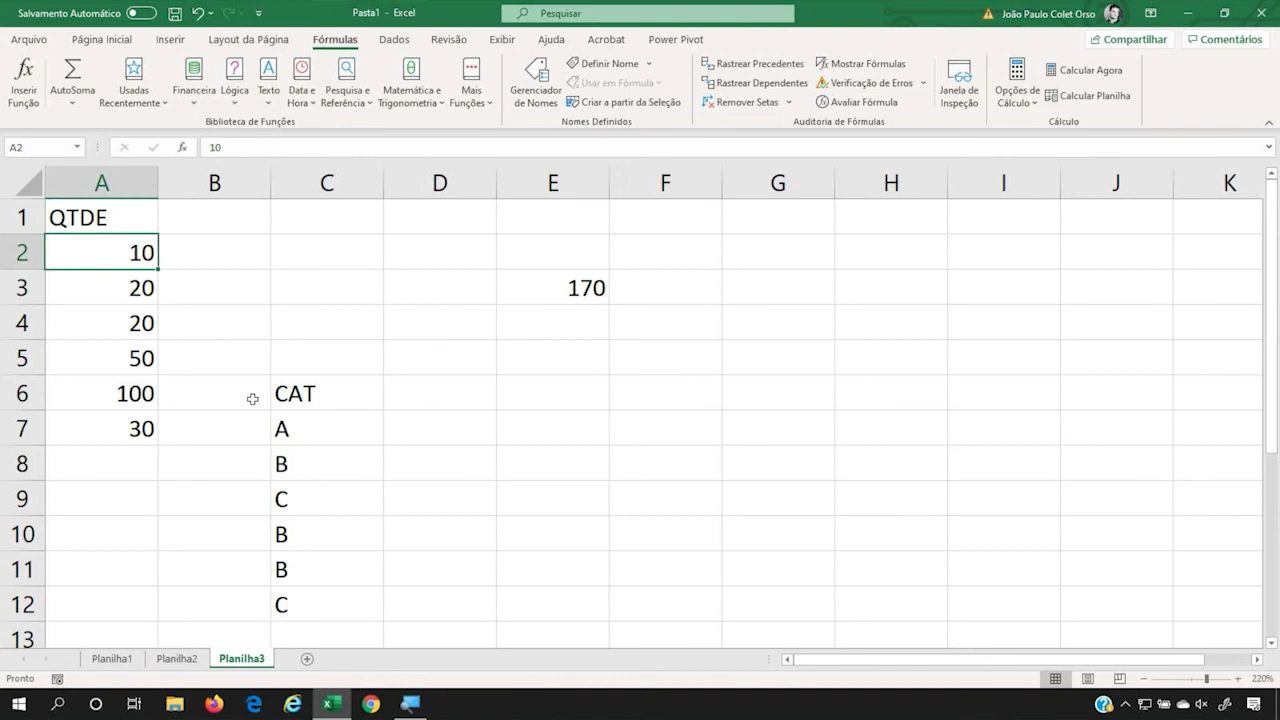 Salvamento Automático
Pasta1 - Excel
Pesquisar
João Paulo Colet Orso
Arquivo Página Inicial Inserir Layout da Página Fórmulas Dados Revisão Exibir Ajuda Acrobat Power Pivot
Compartilhar Comentários
Inserir Função
AutoSoma
Usadas Recentemente
Financeira
Lógica
Texto
Data e Hora
Pesquisa e Referência
Matemática e Trigonometria
Mais Funções
Biblioteca de Funções
Gerenciador de Nomes
Definir Nome
Usar em Fórmula
Criar a partir da Seleção
Nomes Definidos
Rastrear Precedentes
Rastrear Dependentes
Remover Setas
Mostrar Fórmulas
Verificação de Erros
Avaliar Fórmula
Auditoria de Fórmulas
Janela de Inspeção
Opções de Cálculo
Calcular Agora
Calcular Planilha
Cálculo
A2 fx 10
A B C D E F G H I J K
1 QTDE
2 10
3 20 170
4 20
5 50
6 100 CAT
7 30 A
8 B
9 C
10 B
11 B
12 C
13
Planilha1 Planilha2 Planilha3
Pronto
220%